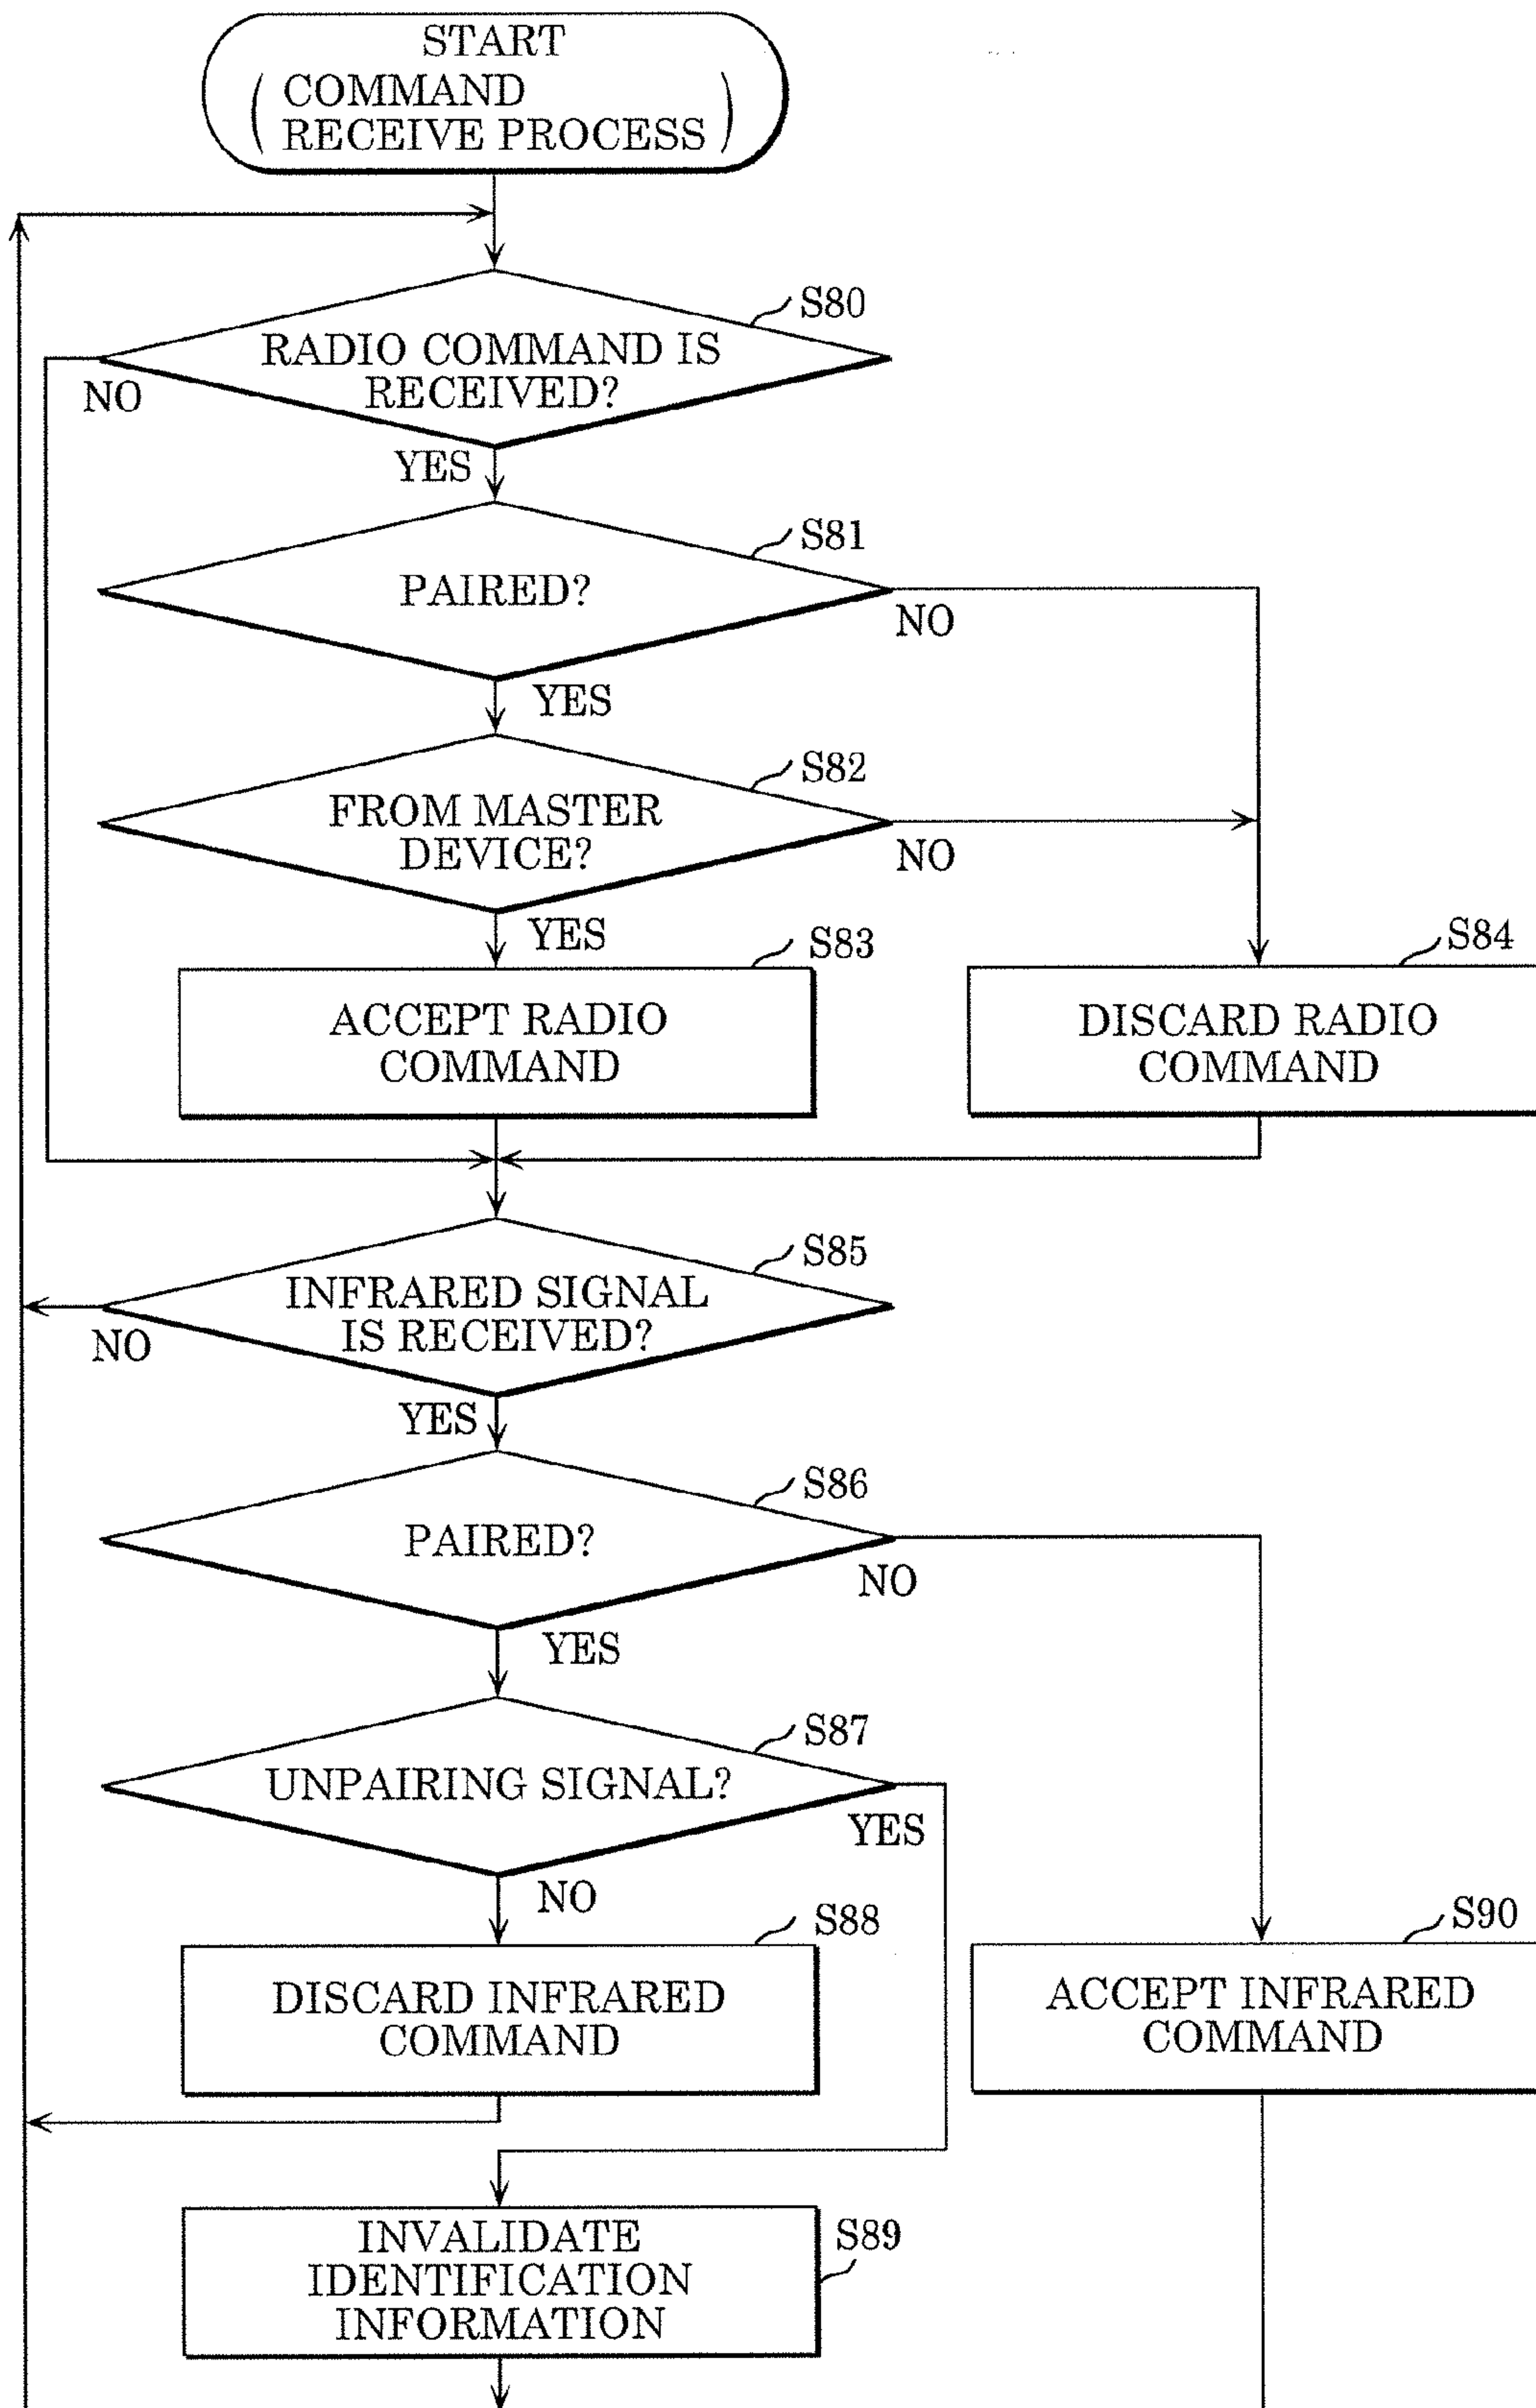 START
( COMMAND
RECEIVE PROCESS )
S80
RADIO COMMAND IS
RECEIVED?
NO
YES
S81
PAIRED?
NO
YES
S82
FROM MASTER
DEVICE?
NO
YES
S83
S84
ACCEPT RADIO
COMMAND
DISCARD RADIO
COMMAND
S85
INFRARED SIGNAL
IS RECEIVED?
NO
YES
S86
PAIRED?
NO
YES
S87
UNPAIRING SIGNAL?
YES
NO
S88
S90
DISCARD INFRARED
COMMAND
ACCEPT INFRARED
COMMAND
S89
INVALIDATE
IDENTIFICATION
INFORMATION